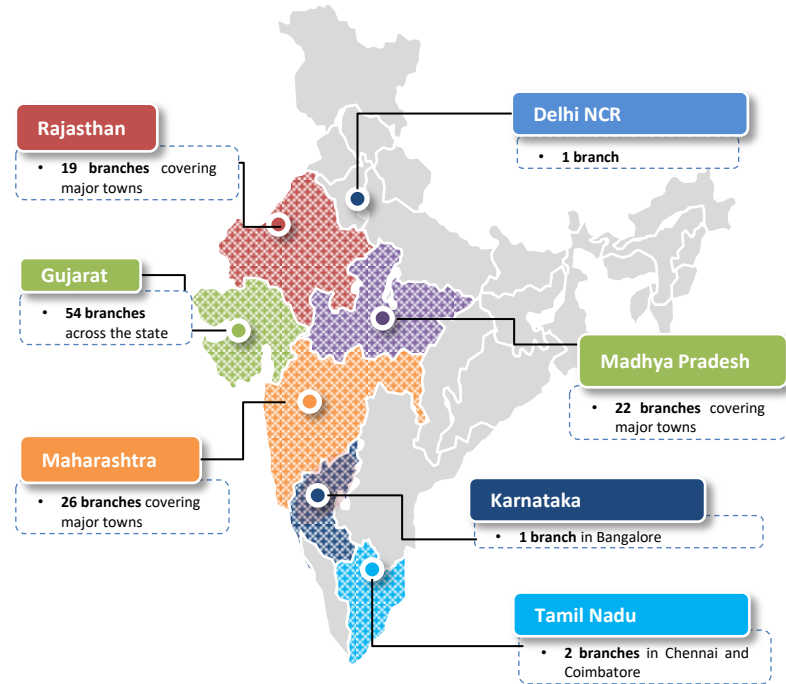 Rajasthan
• 19 branches covering
major towns
Delhi NCR
• 1 branch
Gujarat
• 54 branches
across the state
Madhya Pradesh
• 22 branches covering
major towns
Maharashtra
• 26 branches covering
major towns
Karnataka
• 1 branch in Bangalore
Tamil Nadu
• 2 branches in Chennai and
Coimbatore